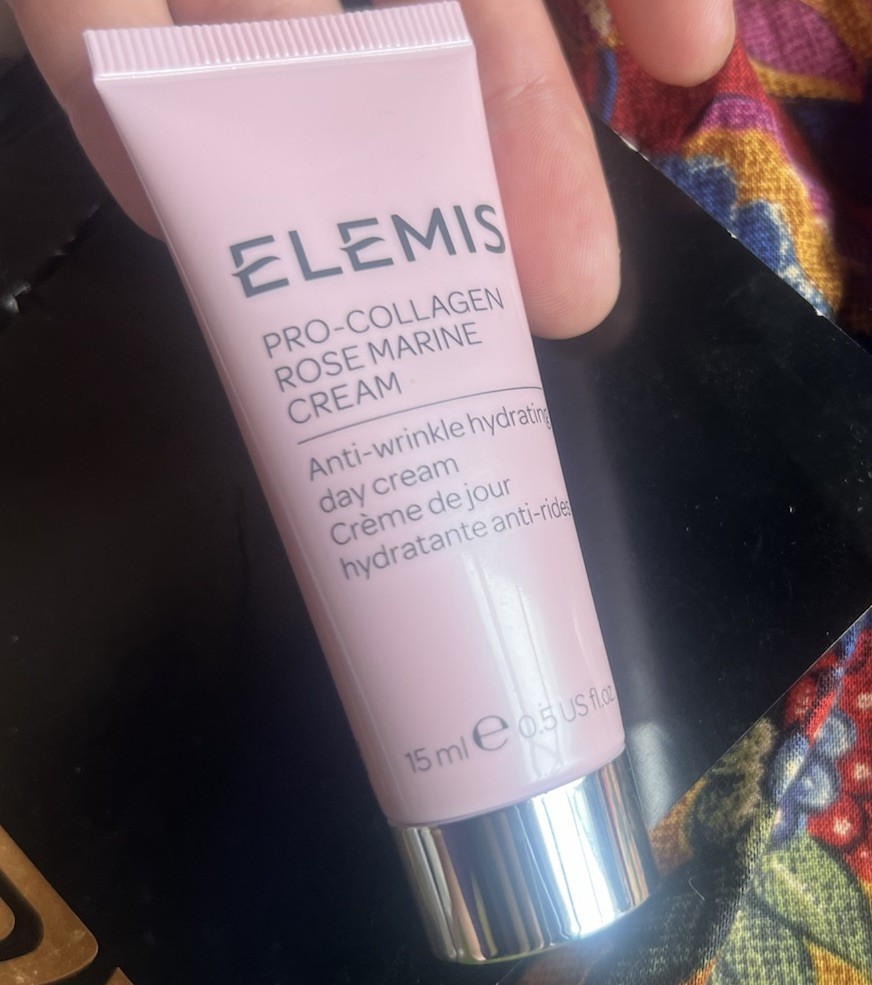 ELEMIS
PRO-COLLAGEN
ROSE MARINE
CREAM
Anti-wrinkle hydrating
day cream
Crème de jour
hydratante anti-rides
15 ml ℮ 0.5 US fl.oz